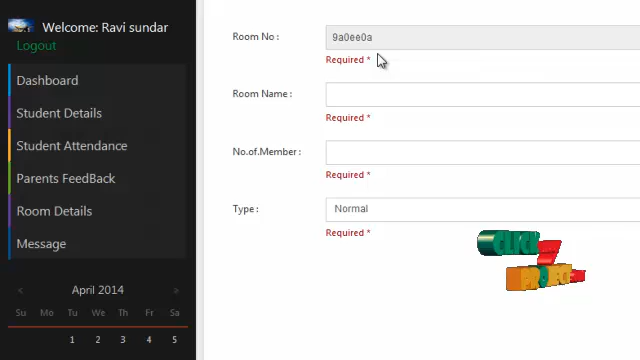 Welcome: Ravi sundar
Logout
Dashboard
Student Details
Student Attendance
Parents FeedBack
Room Details
Message
< April 2014 >
Su Mo Tu We Th Fr Sa
1 2 3 4 5
Room No : 9a0ee0a
Required *
Room Name :
Required *
No.of.Member :
Required *
Type : Normal
Required *
CLICK
PROJECT